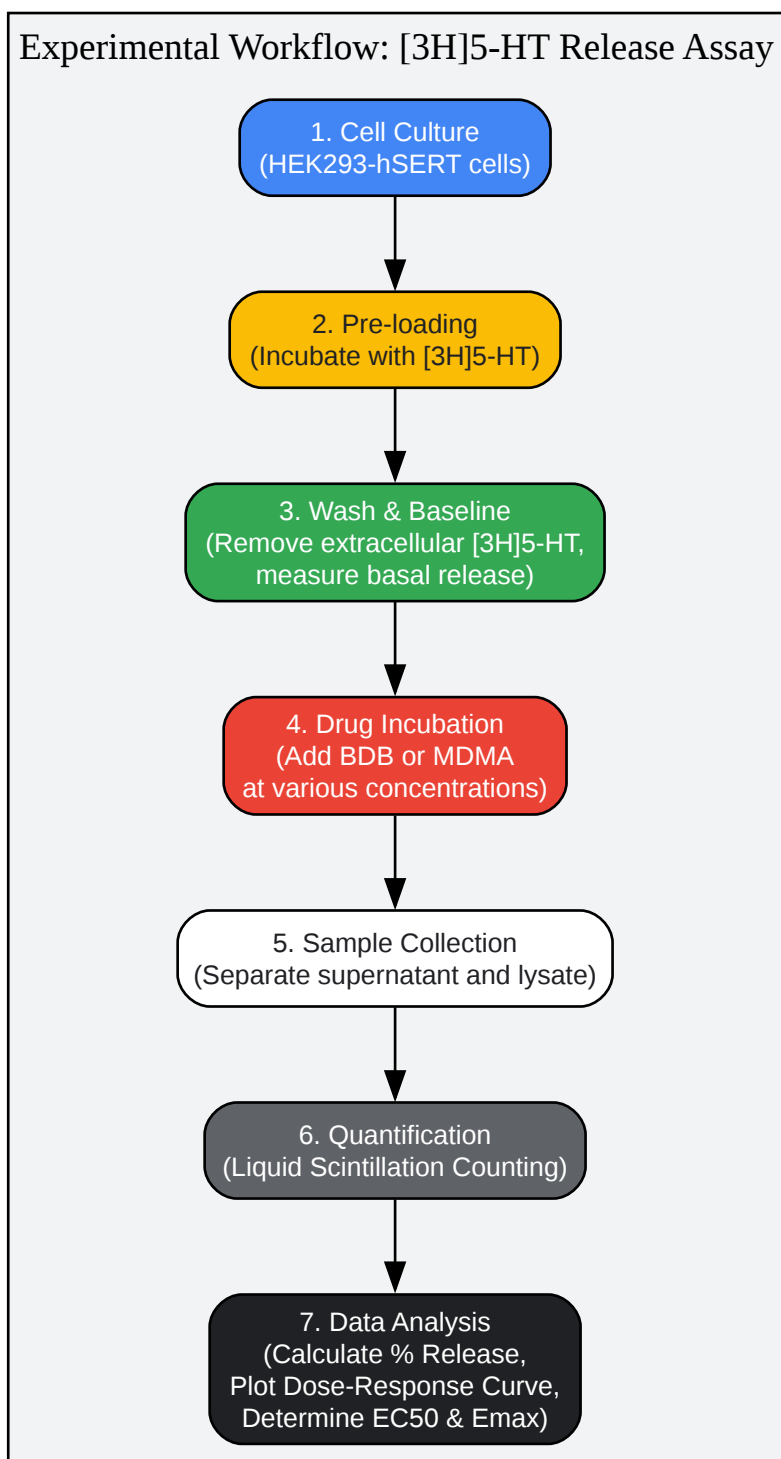 Experimental Workflow: [3H]5-HT Release Assay
1. Cell Culture
(HEK293-hSERT cells)
2. Pre-loading
(Incubate with [3H]5-HT)
3. Wash & Baseline
(Remove extracellular [3H]5-HT,
measure basal release)
4. Drug Incubation
(Add BDB or MDMA
at various concentrations)
5. Sample Collection
(Separate supernatant and lysate)
6. Quantification
(Liquid Scintillation Counting)
7. Data Analysis
(Calculate % Release,
Plot Dose-Response Curve,
Determine EC50 & Emax)